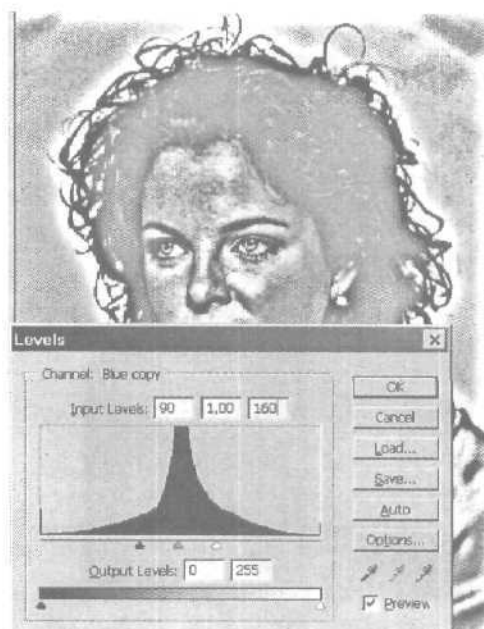 Levels
Channel: Blue copy
Input Levels: 90 1,00 160
OK
Cancel
Load...
Save...
Auto
Options...
Output Levels: 0 255
Preview